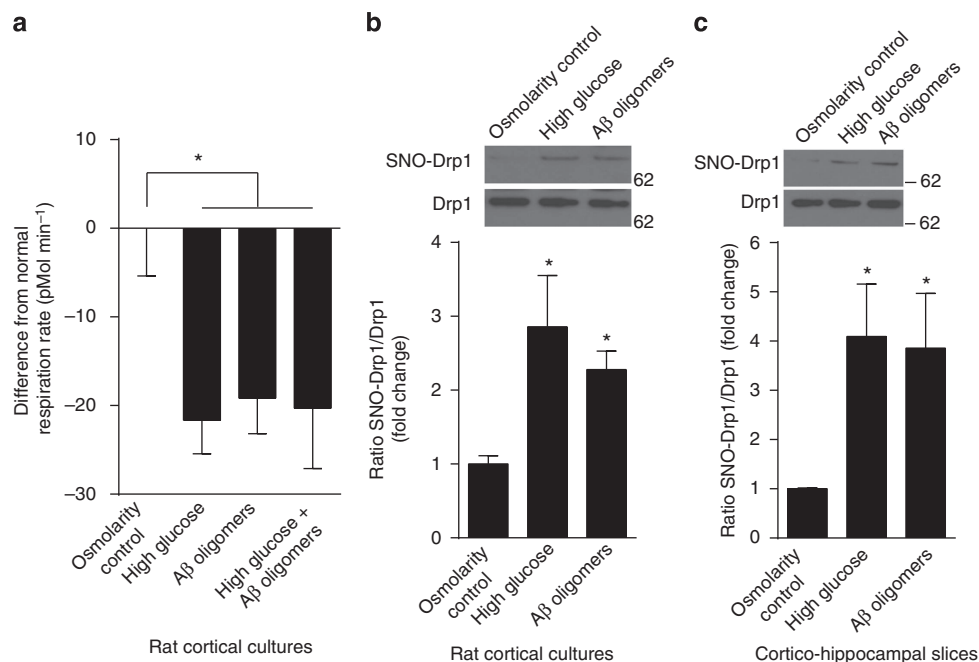 a
10
0
−10
−20
−30
Difference from normal
respiration rate (pMol min−1)
*
Osmolarity
control
High glucose
Aβ oligomers
High glucose +
Aβ oligomers
Rat cortical cultures
b
Osmolarity control
High glucose
Aβ oligomers
SNO-Drp1
62
Drp1
62
4
3
2
1
0
Ratio SNO-Drp1/Drp1
(fold change)
*
*
Osmolarity
control
High glucose
Aβ oligomers
Rat cortical cultures
c
Osmolarity control
High glucose
Aβ oligomers
SNO-Drp1
– 62
Drp1
– 62
6
5
4
3
2
1
0
Ratio SNO-Drp1/Drp1 (fold change)
*
*
Osmolarity
control
High glucose
Aβ oligomers
Cortico-hippocampal slices